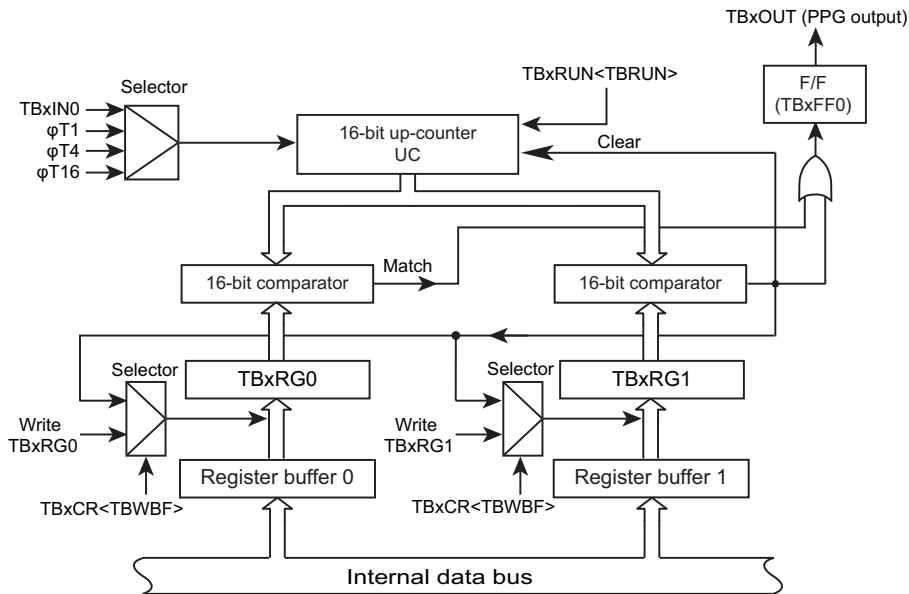 TBxOUT (PPG output)
TBxRUN<TBRUN>
F/F
(TBxFF0)
Selector
TBxIN0
φT1
φT4
φT16
16-bit up-counter
UC
Clear
16-bit comparator
Match
16-bit comparator
Selector
TBxRG0
Selector
TBxRG1
Write
TBxRG0
Write
TBxRG1
Register buffer 0
Register buffer 1
TBxCR<TBWBF>
TBxCR<TBWBF>
Internal data bus